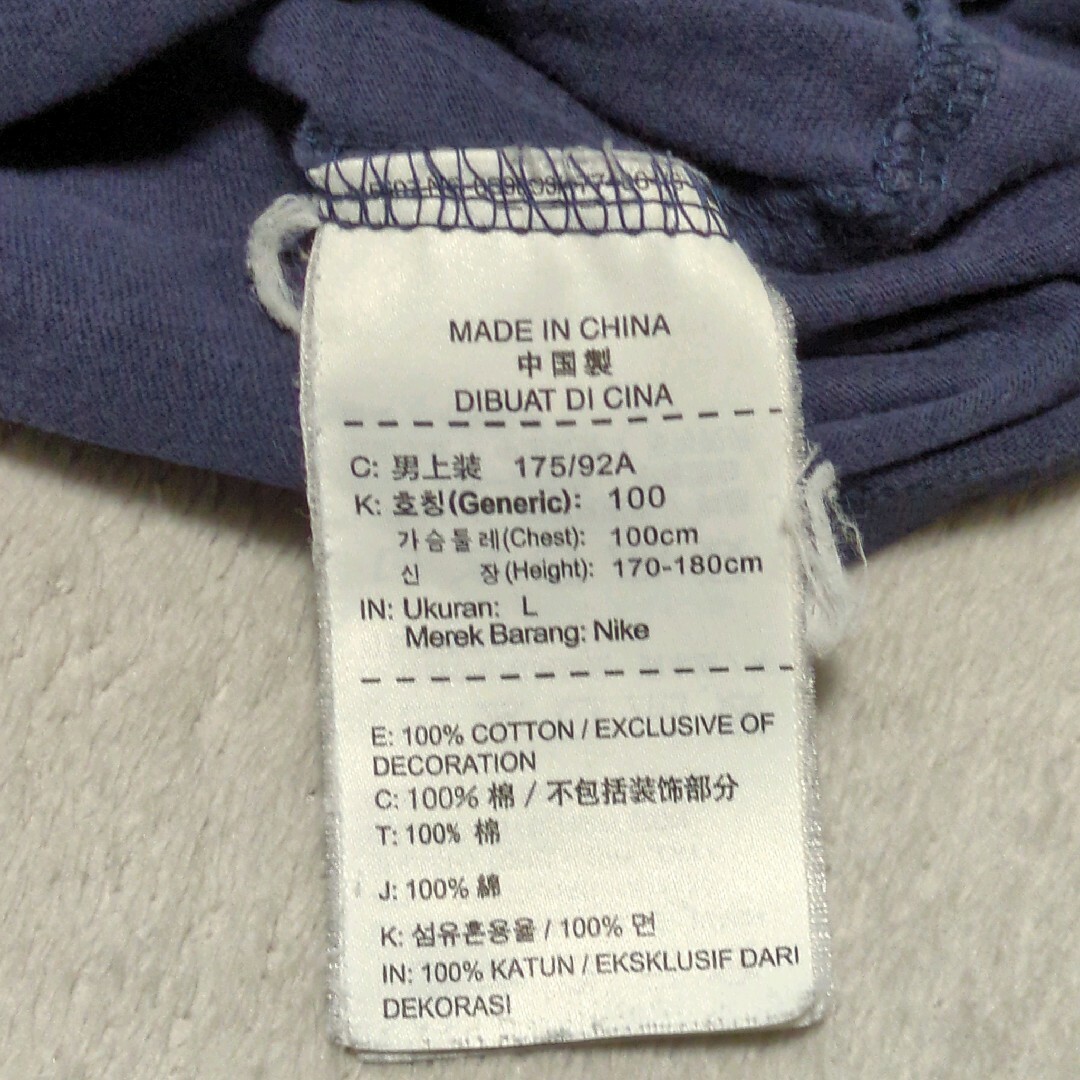 MADE IN CHINA
中国製
DIBUAT DI CINA
C: 男上装 175/92A
K: 호칭(Generic): 100
가슴둘레(Chest): 100cm
신 장(Height): 170-180cm
IN: Ukuran: L
Merek Barang: Nike
E: 100% COTTON / EXCLUSIVE OF
DECORATION
C: 100% 棉 / 不包括装饰部分
T: 100% 棉
J: 100% 綿
K: 섬유혼용율 / 100% 면
IN: 100% KATUN / EKSKLUSIF DARI
DEKORASI